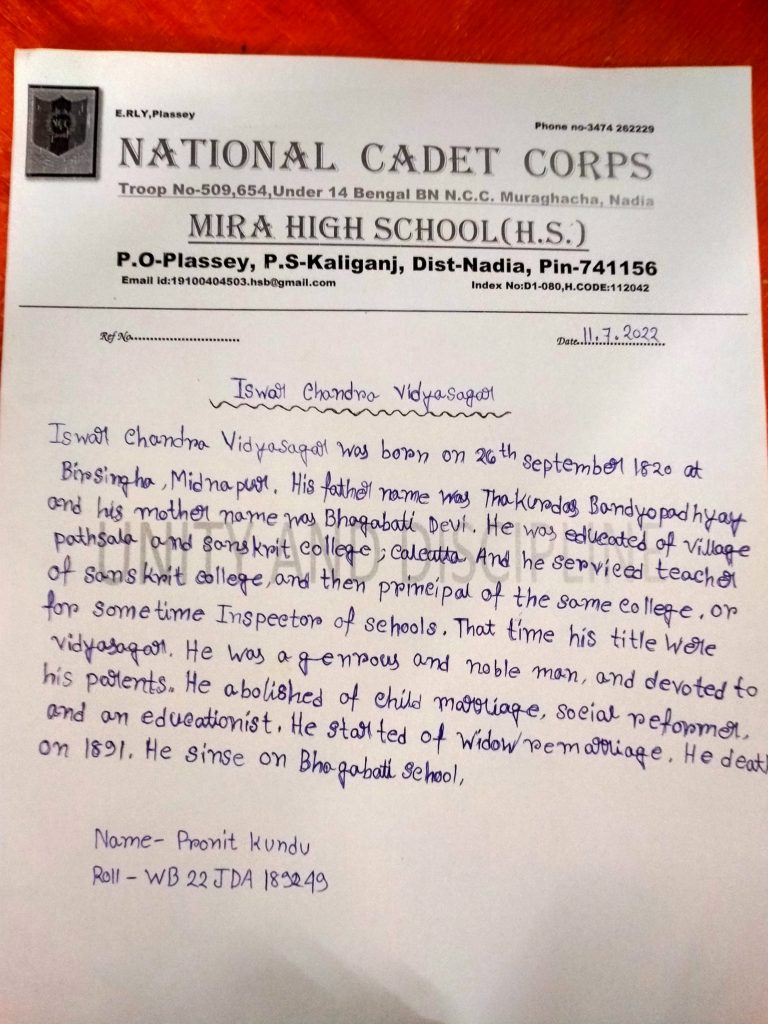 NCC
E.RLY,Plassey
Phone no-3474 262229
NATIONAL CADET CORPS
Troop No-509,654,Under 14 Bengal BN N.C.C. Muraghacha, Nadia
MIRA HIGH SCHOOL(H.S.)
P.O-Plassey, P.S-Kaliganj, Dist-Nadia, Pin-741156
Email id:19100404503.hsb@gmail.com Index No:D1-080,H.CODE:112042
Ref No............................ Date..11.7.2022
Iswar Chandra Vidyasagar
Iswar Chandra Vidyasagar was born on 26th September 1820 at
Birsingha, Midnapur. His father name was Thakurdas Bandyopadhyay
and his mother name was Bhagabati Devi. He was educated of village
pathsala and sanskrit college; calcutta And he serviced teacher
of sanskrit college, and then principal of the same college. or
for sometime Inspector of schools. That time his title were
vidyasagar. He was a genrous and noble man, and devoted to
his parents.. He abolished of child marriage, social reformer,
and an educationist. He started of widow remarriage. He death
on 1891. He sinse on Bhagabati school,
UNITY AND DISCIPLINE
Name- Pronit Kundu
Roll - WB 22 JDA 189249